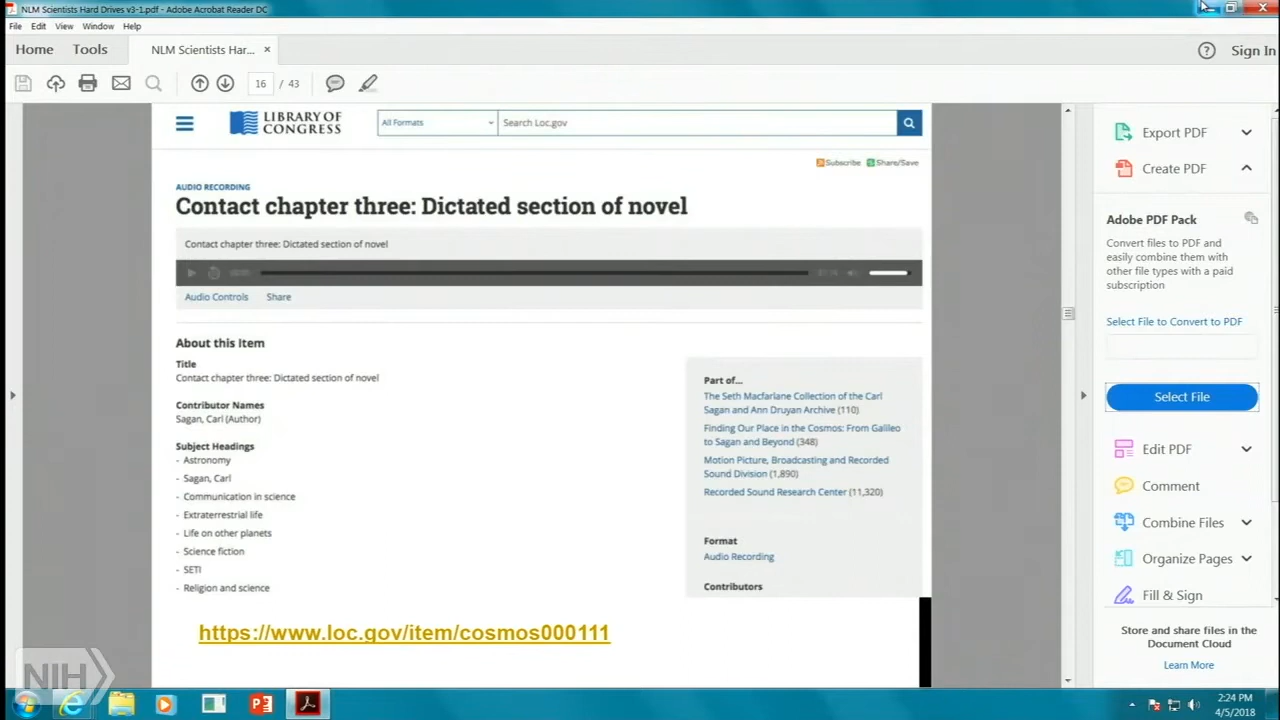 NLM Scientists Hard Drives v3-1.pdf - Adobe Acrobat Reader DC
File Edit View Window Help
Home Tools NLM Scientists Har... × Sign In
16 / 43
LIBRARY OF CONGRESS
All Formats Search Loc.gov
Subscribe Share/Save
AUDIO RECORDING
Contact chapter three: Dictated section of novel
Contact chapter three: Dictated section of novel
Audio Controls Share
About this Item
Title
Contact chapter three: Dictated section of novel
Contributor Names
Sagan, Carl (Author)
Subject Headings
- Astronomy
- Sagan, Carl
- Communication in science
- Extraterrestrial life
- Life on other planets
- Science fiction
- SETI
- Religion and science
Part of...
The Seth Macfarlane Collection of the Carl
Sagan and Ann Druyan Archive (110)
Finding Our Place in the Cosmos: From Galileo
to Sagan and Beyond (348)
Motion Picture, Broadcasting and Recorded
Sound Division (1,890)
Recorded Sound Research Center (11,320)
Format
Audio Recording
Contributors
https://www.loc.gov/item/cosmos000111
Export PDF
Create PDF
Adobe PDF Pack
Convert files to PDF and
easily combine them with
other file types with a paid
subscription
Select File to Convert to PDF
Select File
Edit PDF
Comment
Combine Files
Organize Pages
Fill & Sign
Store and share files in the
Document Cloud
Learn More
NIH
2:24 PM
4/5/2018